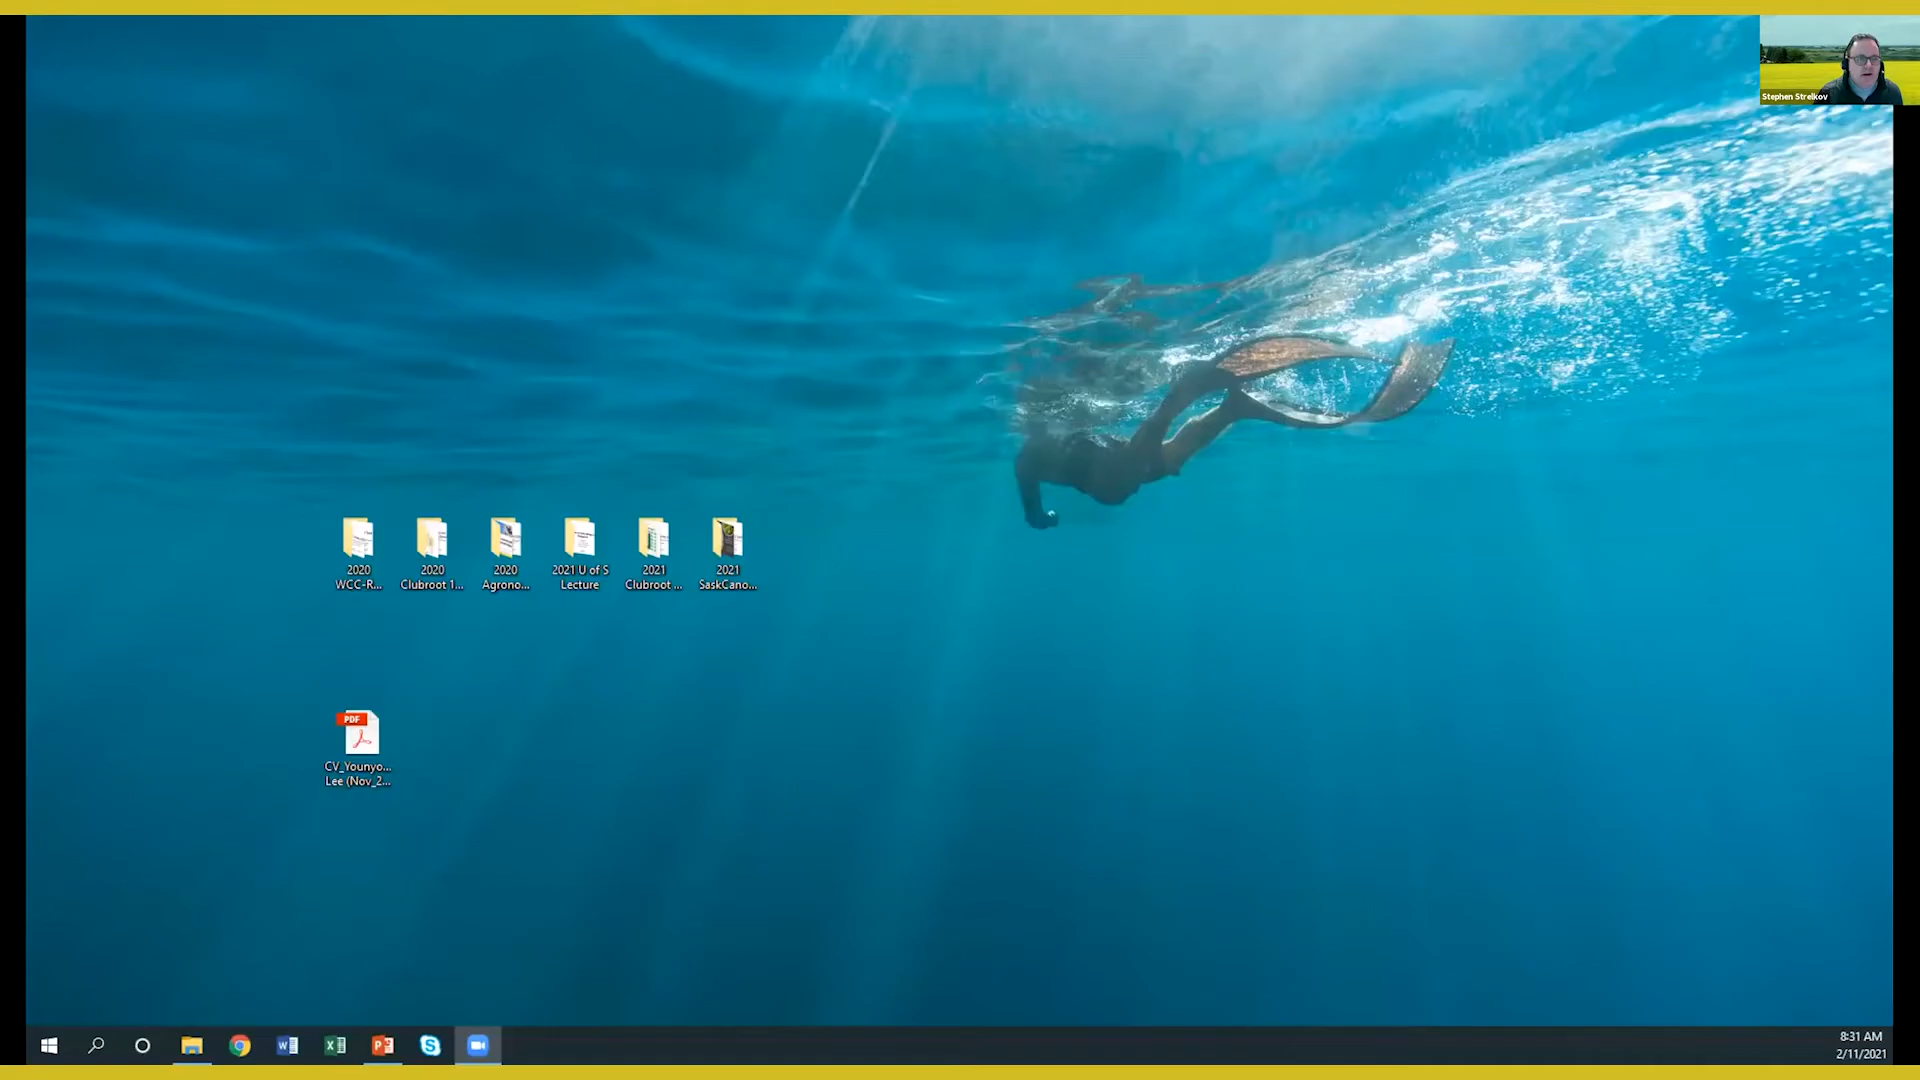 Stephen Strelkov
2020
WCC-R...
2020
Clubroot 1...
2020
Agrono...
2021 U of S
Lecture
2021
Clubroot ...
2021
SaskCano...
PDF
CV_Younyo...
Lee (Nov_2...
8:31 AM
2/11/2021